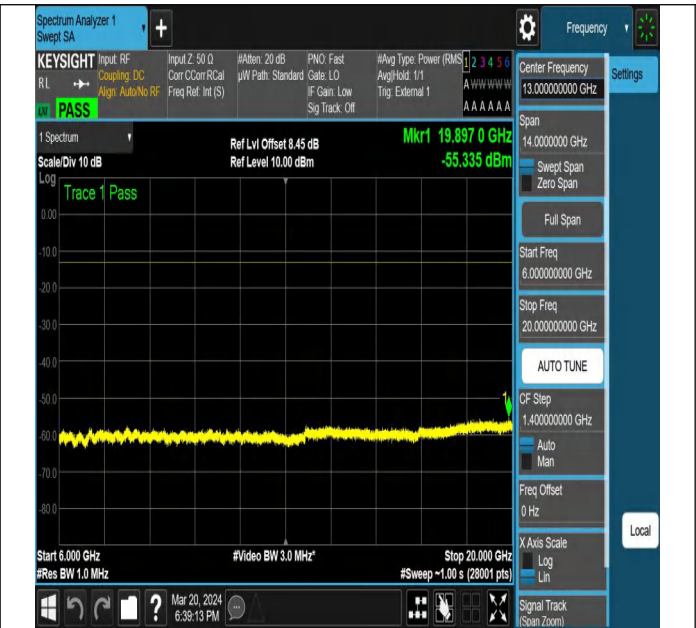 Spectrum Analyzer 1
Swept SA
+
Frequency
KEYSIGHT
RL
LXI
PASS
Input: RF
Coupling: DC
Align: Auto/No RF
Input Z: 50 Ω
Corr CCorr RCal
Freq Ref: Int (S)
#Atten: 20 dB
µW Path: Standard
PNO: Fast
Gate: LO
IF Gain: Low
Sig Track: Off
#Avg Type: Power (RMS
Avg|Hold: 1/1
Trig: External 1
1 2 3 4 5 6
A W W W W W
A A A A A A
1 Spectrum
Scale/Div 10 dB
Ref Lvl Offset 8.45 dB
Ref Level 10.00 dBm
Mkr1 19.897 0 GHz
-55.335 dBm
Log
Trace 1 Pass
0.00
-10.0
-20.0
-30.0
-40.0
-50.0
-60.0
-70.0
-80.0
1
Start 6.000 GHz
#Res BW 1.0 MHz
#Video BW 3.0 MHz*
Stop 20.000 GHz
#Sweep ~1.00 s (28001 pts)
?
Mar 20, 2024
6:39:13 PM
Center Frequency
13.000000000 GHz
Settings
Span
14.0000000 GHz
Swept Span
Zero Span
Full Span
Start Freq
6.000000000 GHz
Stop Freq
20.000000000 GHz
AUTO TUNE
CF Step
1.400000000 GHz
Auto
Man
Freq Offset
0 Hz
Local
X Axis Scale
Log
Lin
Signal Track
(Span Zoom)